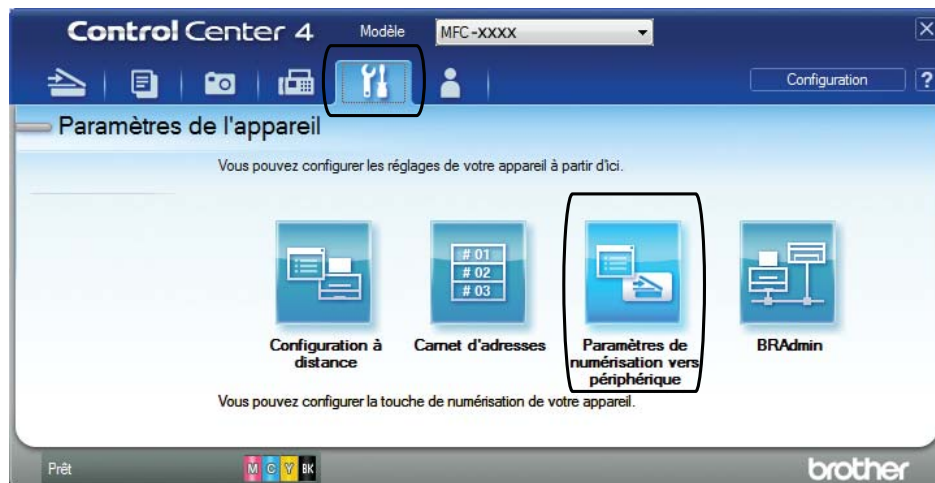 Control Center 4 Modèle MFC-XXXX
Configuration ?
Paramètres de l'appareil
Vous pouvez configurer les réglages de votre appareil à partir d'ici.
# 01
# 02
# 03
Configuration à distance
Carnet d'adresses
Paramètres de numérisation vers périphérique
BRAdmin
Vous pouvez configurer la touche de numérisation de votre appareil.
Prêt M C Y BK brother